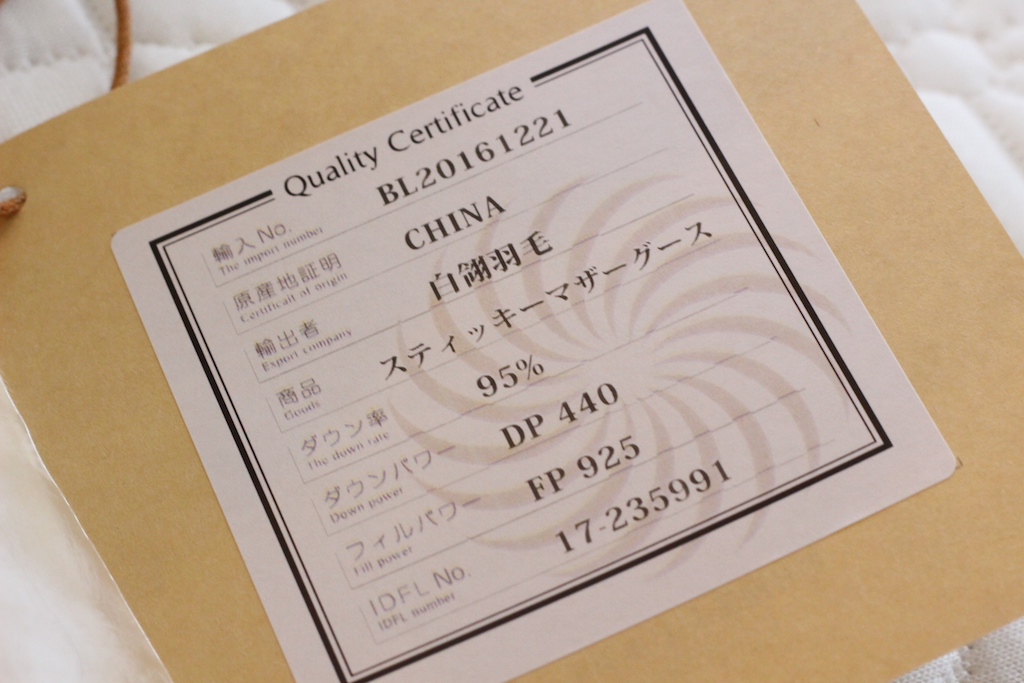 Quality Certificate
輸入No. BL20161221
The import number
原産地証明 CHINA
Certificait of origin
輸出者 白翎羽毛
Export company
商品 スティッキーマザーグース
Goods
ダウン率 95%
The down rate
ダウンパワー DP 440
Down power
フィルパワー FP 925
Fill power
IDFL No. 17-235991
IDFL number